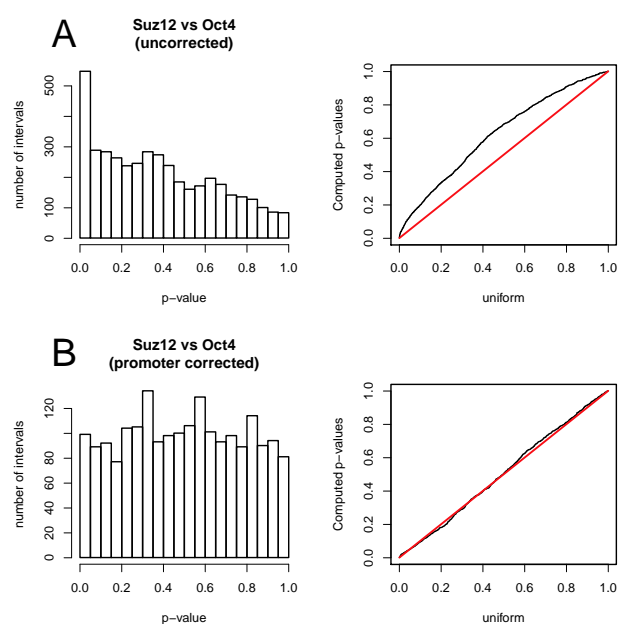 A
Suz12 vs Oct4
(uncorrected)
number of intervals
0 100 300 500
0.0 0.2 0.4 0.6 0.8 1.0
p−value
Computed p−values
0.0 0.2 0.4 0.6 0.8 1.0
0.0 0.2 0.4 0.6 0.8 1.0
uniform
B
Suz12 vs Oct4
(promoter corrected)
number of intervals
0 20 40 60 80 120
0.0 0.2 0.4 0.6 0.8 1.0
p−value
Computed p−values
0.0 0.2 0.4 0.6 0.8 1.0
0.0 0.2 0.4 0.6 0.8 1.0
uniform